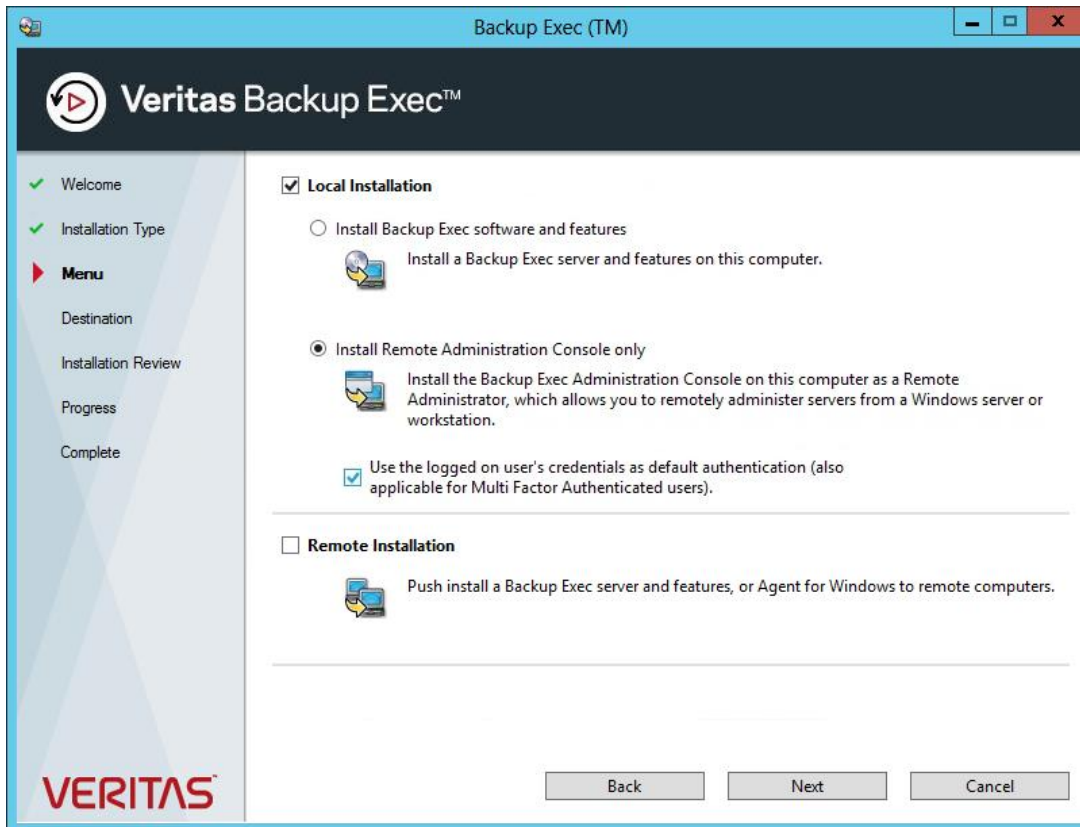 Backup Exec (TM)
Veritas Backup Exec™
Welcome
Installation Type
Menu
Destination
Installation Review
Progress
Complete
Local Installation
Install Backup Exec software and features
Install a Backup Exec server and features on this computer.
Install Remote Administration Console only
Install the Backup Exec Administration Console on this computer as a Remote
Administrator, which allows you to remotely administer servers from a Windows server or
workstation.
Use the logged on user's credentials as default authentication (also
applicable for Multi Factor Authenticated users).
Remote Installation
Push install a Backup Exec server and features, or Agent for Windows to remote computers.
VERITAS™
Back
Next
Cancel